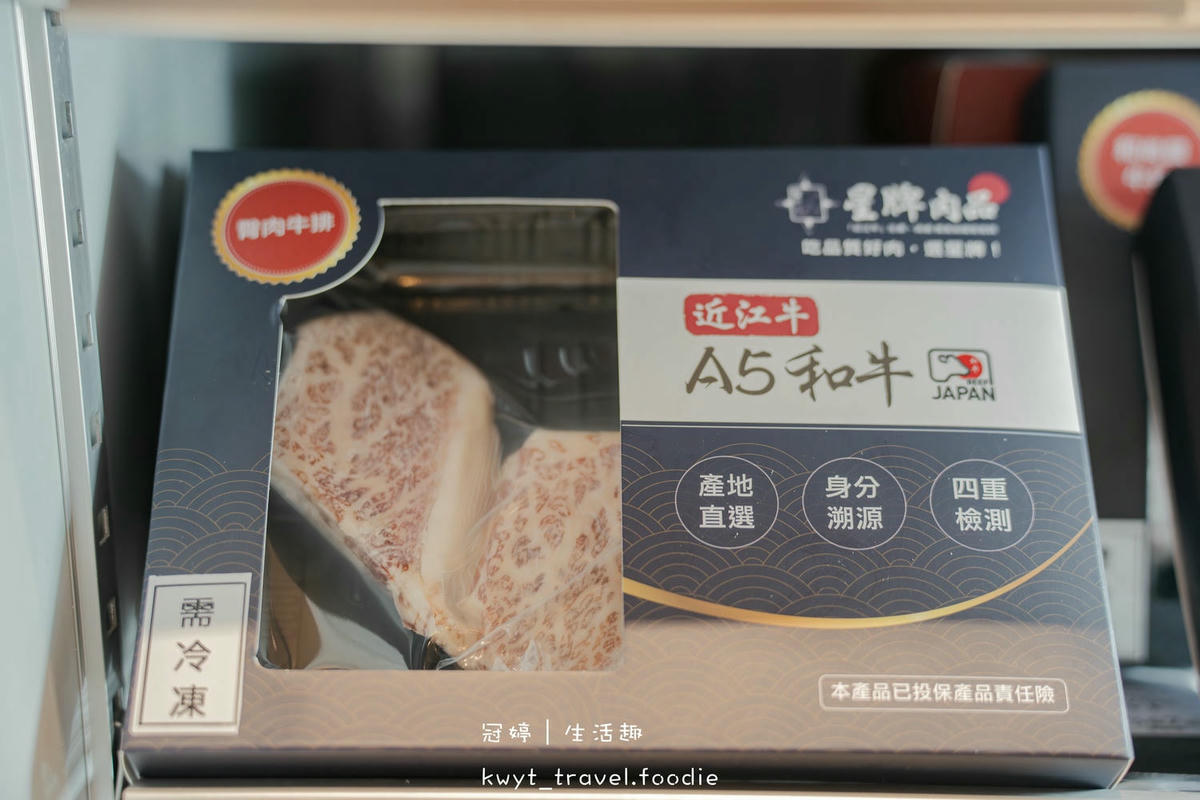 臀肉牛排
星牌肉品
吃品質好肉，選星牌！
近江牛
A5和牛
BEEF
JAPAN
產地
直選
身分
溯源
四重
檢測
需
冷
凍
本產品已投保產品責任險
冠婷｜生活趣
kwyt_travel.foodie